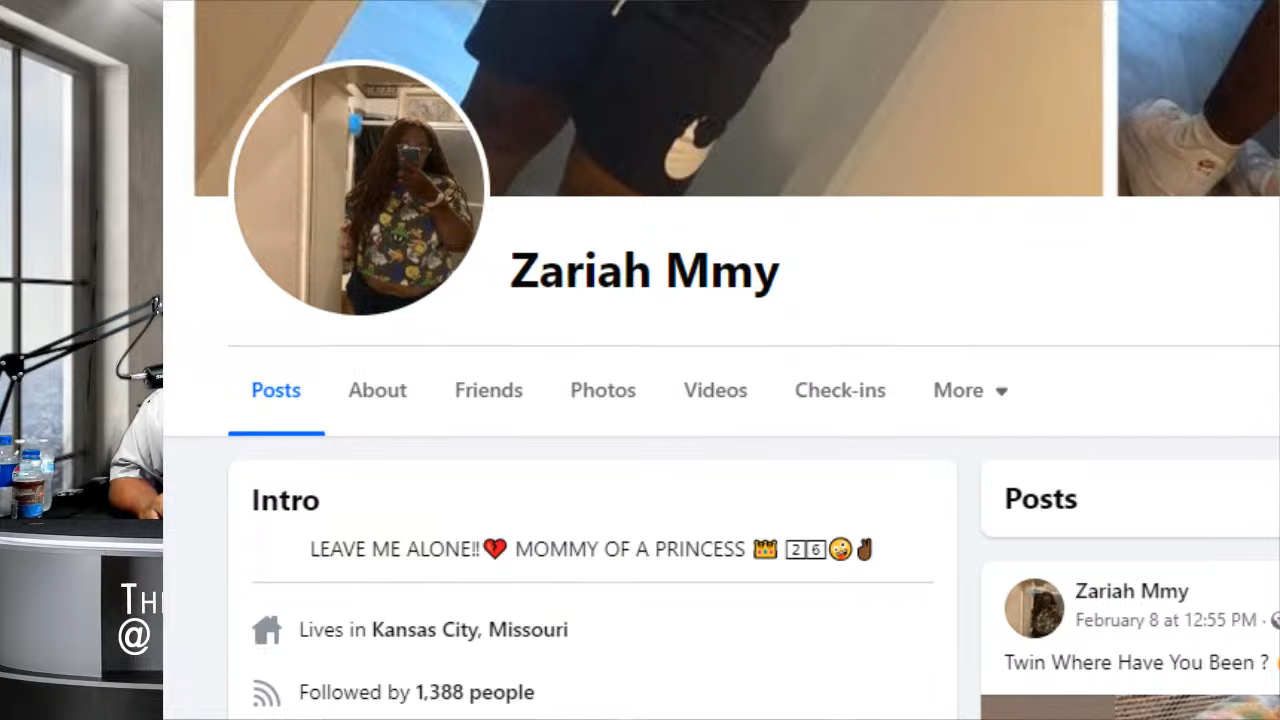 Zariah Mmy
Posts About Friends Photos Videos Check-ins More
Intro
LEAVE ME ALONE!!💔 MOMMY OF A PRINCESS 👑 2️⃣6️⃣🤪✌🏾
Lives in Kansas City, Missouri
Followed by 1,388 people
Posts
Zariah Mmy
February 8 at 12:55 PM ·
Twin Where Have You Been ?
TH
@